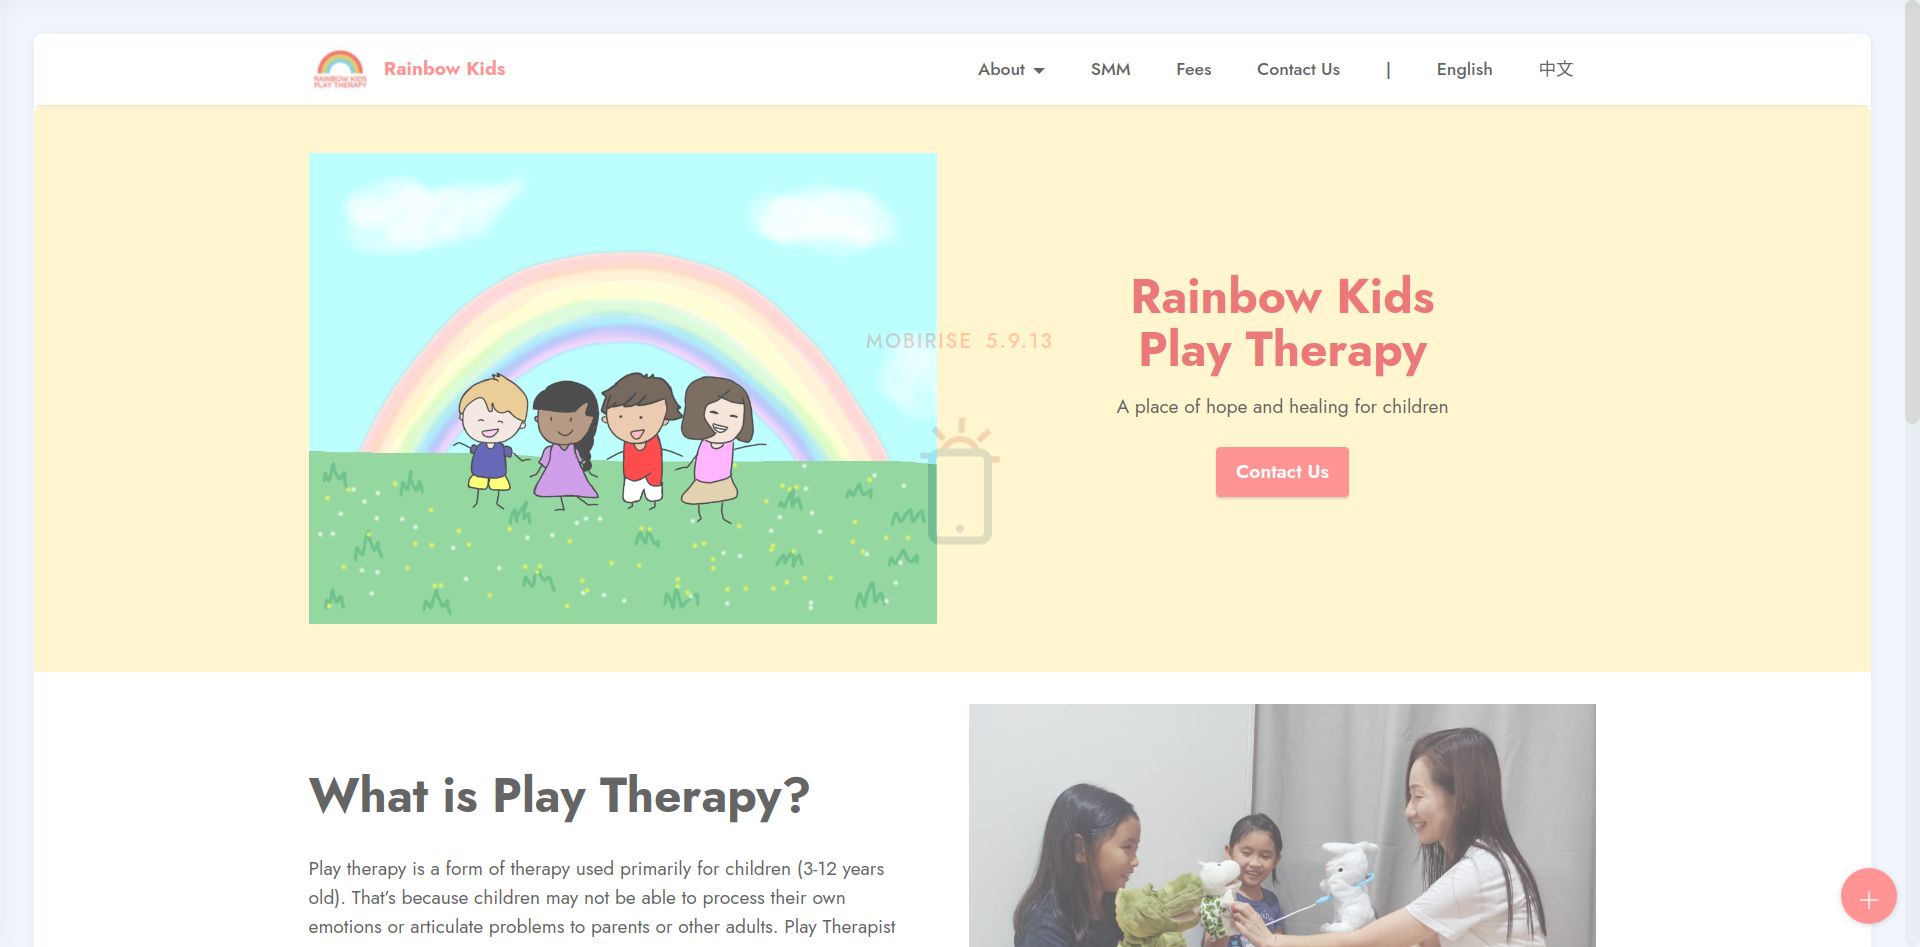 RAINBOW KIDS
PLAY THERAPY
Rainbow Kids
About
SMM
Fees
Contact Us
|
English
中文
MOBIRISE 5.9.13
Rainbow Kids
Play Therapy
A place of hope and healing for children
Contact Us
What is Play Therapy?
Play therapy is a form of therapy used primarily for children (3-12 years
old). That’s because children may not be able to process their own
emotions or articulate problems to parents or other adults. Play Therapist